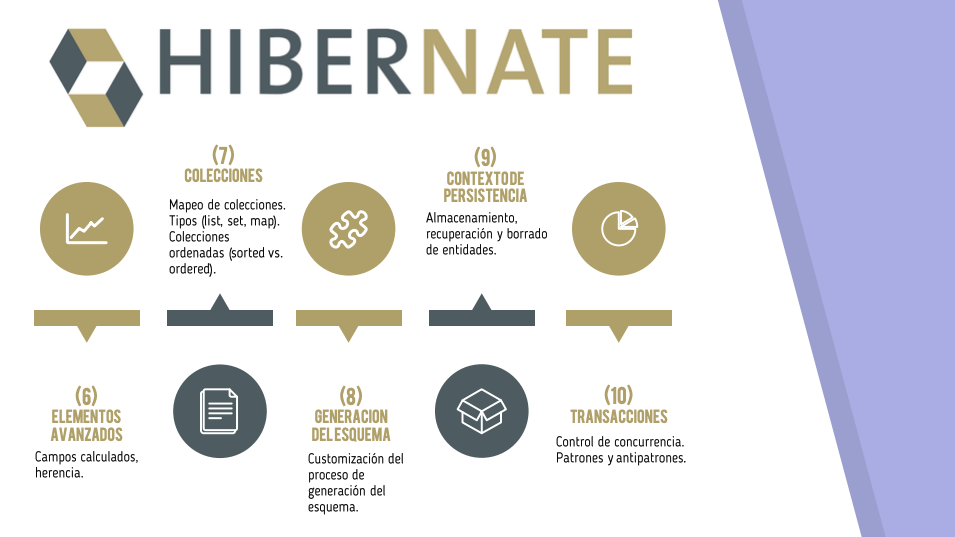 HIBERNATE
(6)
ELEMENTOS
AVANZADOS
Campos calculados,
herencia.
(7)
COLECCIONES
Mapeo de colecciones.
Tipos (list, set, map).
Colecciones
ordenadas (sorted vs.
ordered).
(8)
GENERACION
DEL ESQUEMA
Customización del
proceso de
generación del
esquema.
(9)
CONTEXTO DE
PERSISTENCIA
Almacenamiento,
recuperación y borrado
de entidades.
(10)
TRANSACCIONES
Control de concurrencia.
Patrones y antipatrones.